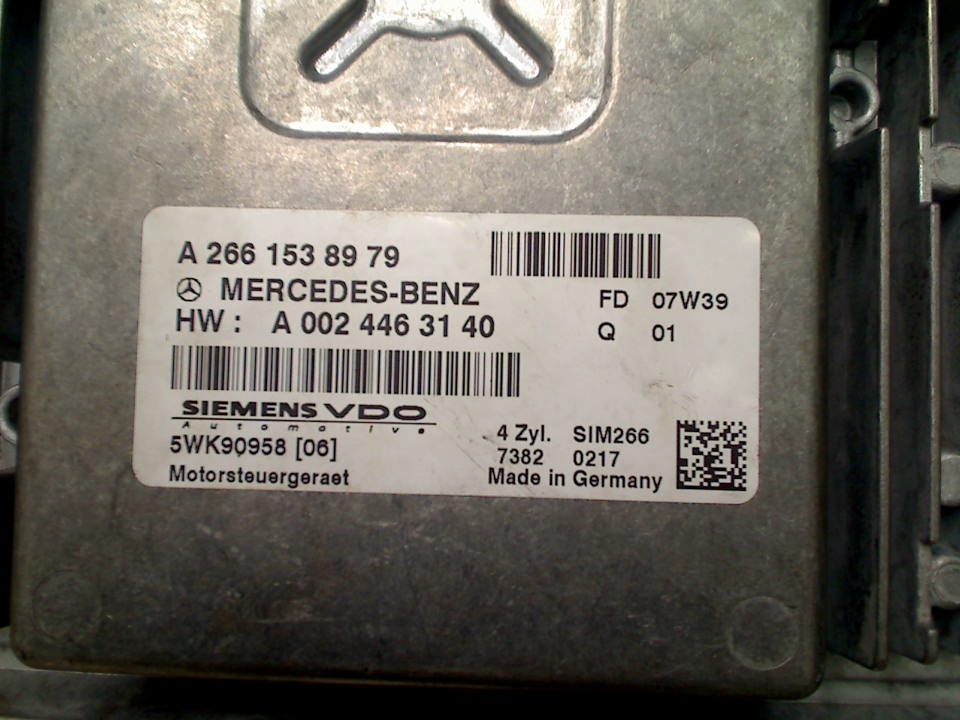 A 266 153 89 79
MERCEDES-BENZ
HW : A 002 446 31 40
FD 07W39
Q 01
SIEMENS VDO
Automotive
5WK90958 [06]
Motorsteuergeraet
4 Zyl. SIM266
7382 0217
Made in Germany